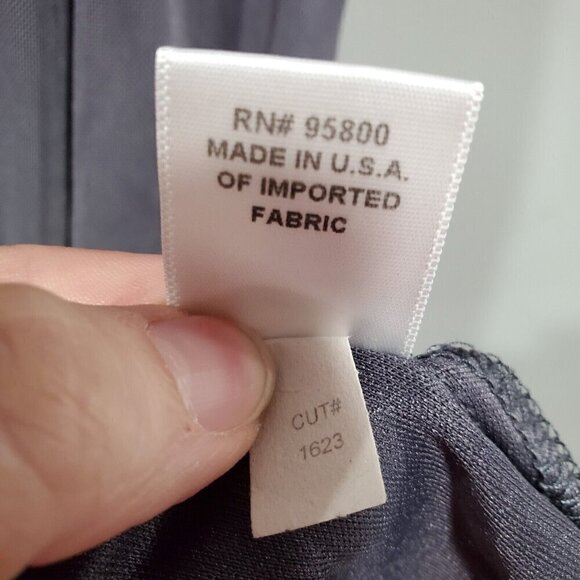 RN# 95800
MADE IN U.S.A.
OF IMPORTED
FABRIC
CUT#
1623